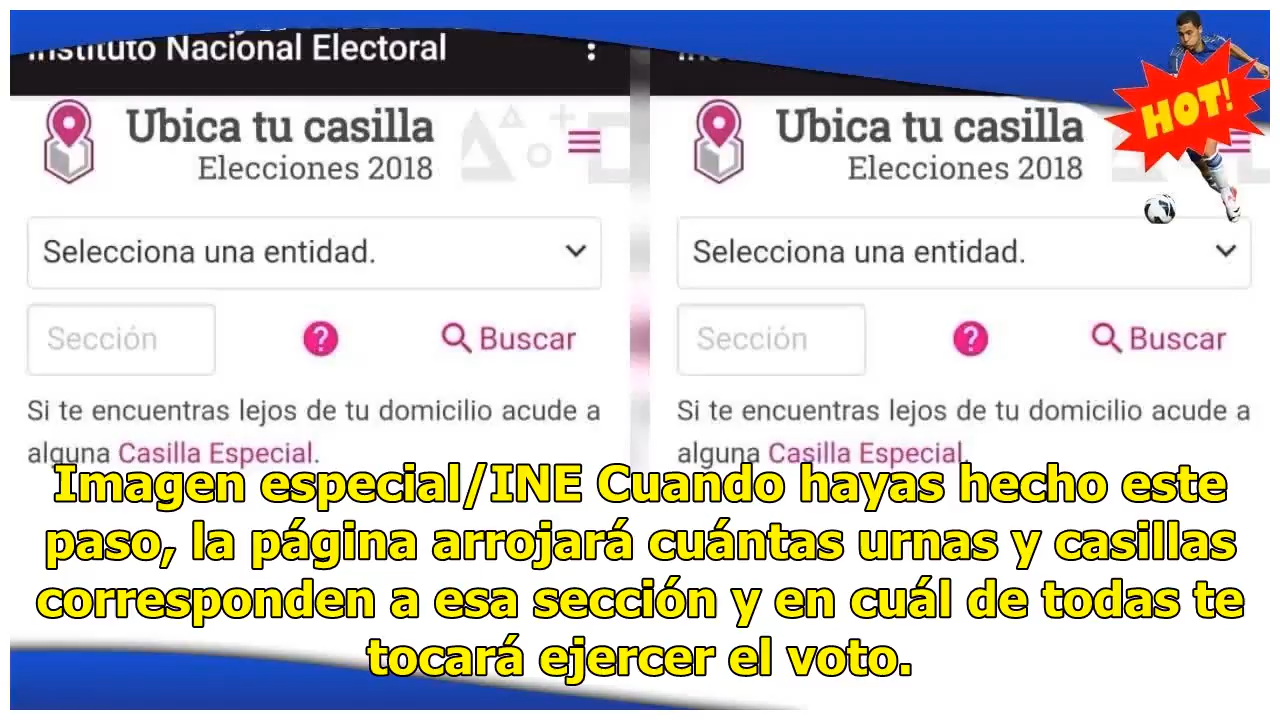 Instituto Nacional Electoral
Ubica tu casilla
Elecciones 2018
Selecciona una entidad.
Sección
?
Buscar
Si te encuentras lejos de tu domicilio acude a
alguna Casilla Especial.
HOT!
Ubica tu casilla
Elecciones 2018
Selecciona una entidad.
Sección
?
Buscar
Si te encuentras lejos de tu domicilio acude a
alguna Casilla Especial.
Imagen especial/INE Cuando hayas hecho este
paso, la página arrojará cuántas urnas y casillas
corresponden a esa sección y en cuál de todas te
tocará ejercer el voto.